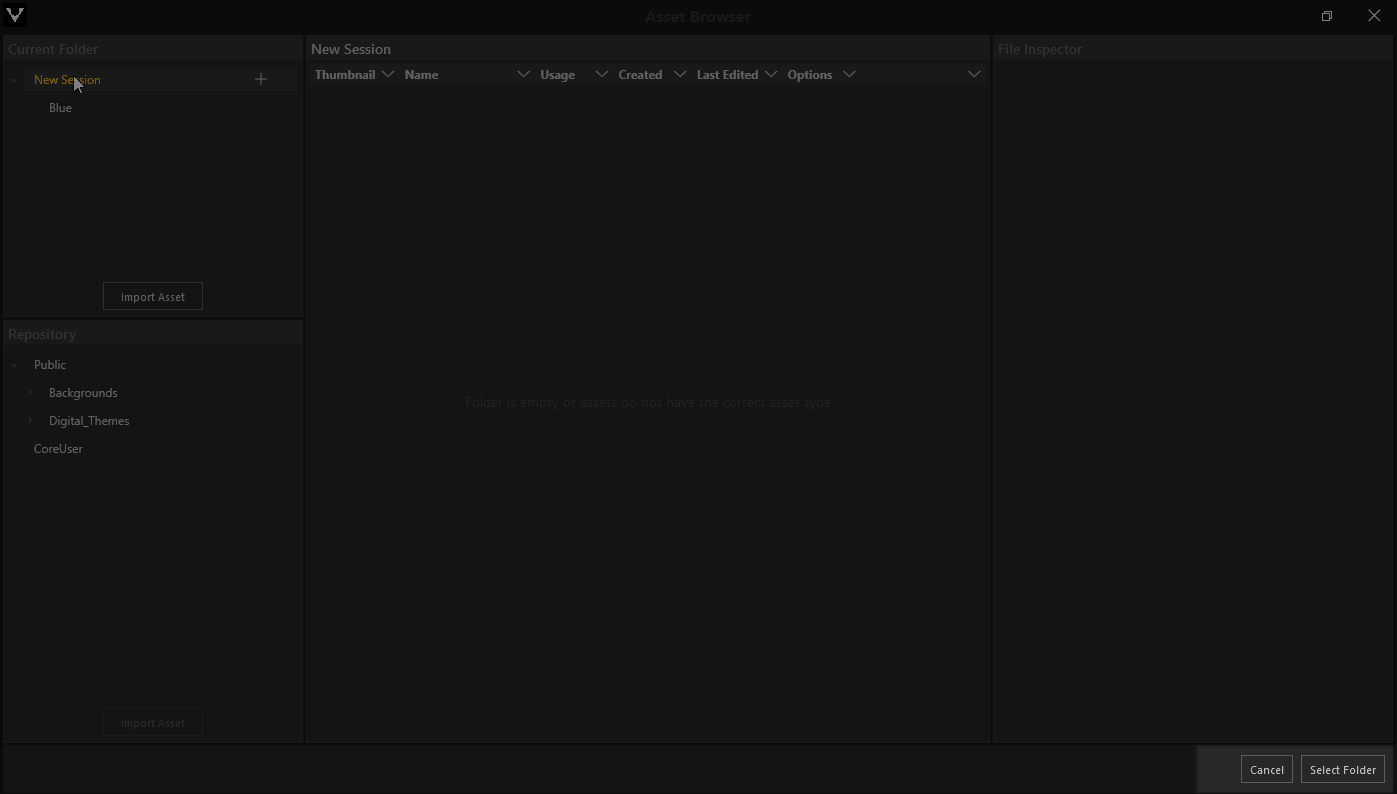 Asset Browser
Current Folder
New Session
Blue
Import Asset
Repository
Public
Backgrounds
Digital_Themes
CoreUser
Import Asset
New Session
Thumbnail Name Usage Created Last Edited Options
Folder is empty or assets do not have the correct asset type
File Inspector
Cancel Select Folder